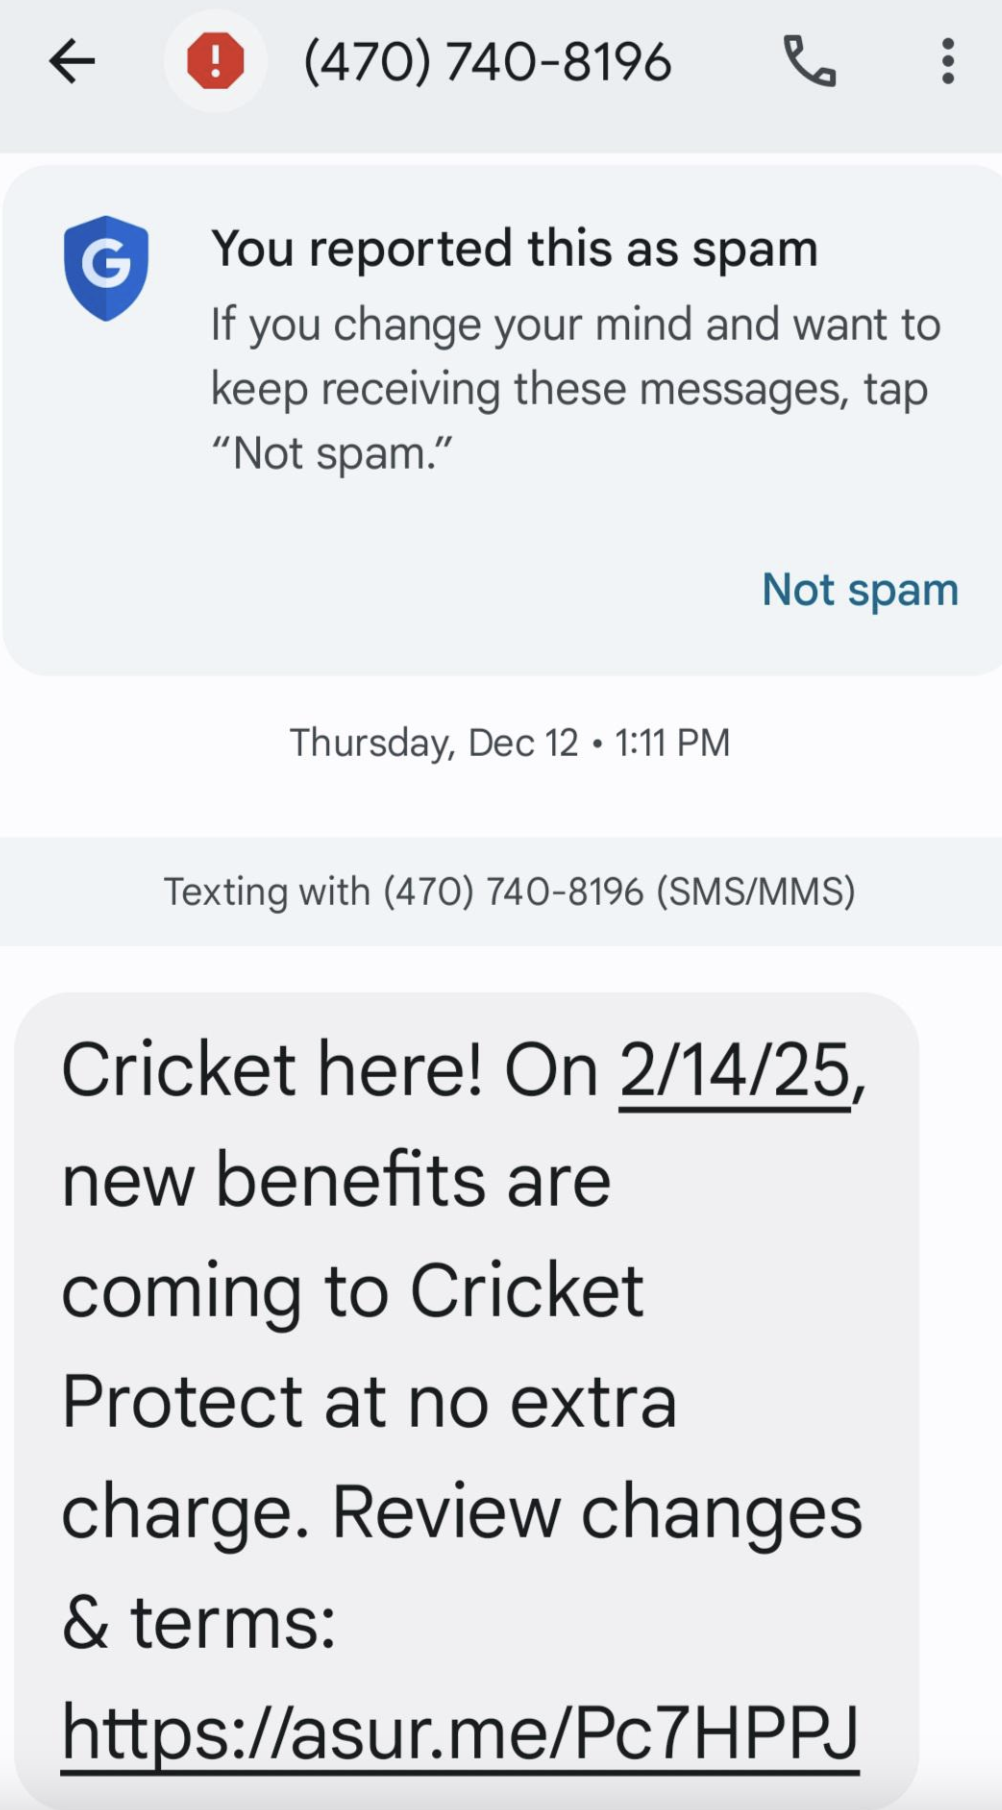 (470) 740-8196
You reported this as spam
If you change your mind and want to
keep receiving these messages, tap
“Not spam.”
Not spam
Thursday, Dec 12 • 1:11 PM
Texting with (470) 740-8196 (SMS/MMS)
Cricket here! On 2/14/25,
new benefits are
coming to Cricket
Protect at no extra
charge. Review changes
& terms:
https://asur.me/Pc7HPPJ